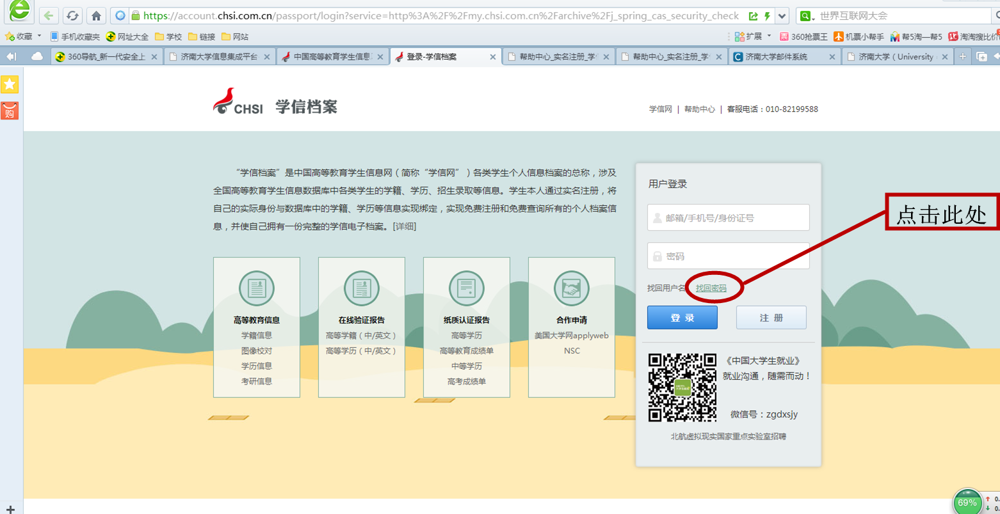 https://account.chsi.com.cn/passport/login?service=http%3A%2F%2Fmy.chsi.com.cn%2Farchive%2Fj_spring_cas_security_check
世界互联网大会
收藏 手机收藏夹 网址大全 学校 链接 网站
扩展 360抢票王 机票小帮手 帮5淘—帮5 淘淘搜比价
360导航_新一代安全上
济南大学信息集成平台
中国高等教育学生信息
登录-学信档案
帮助中心_实名注册_学
帮助中心_实名注册_学
济南大学邮件系统
济南大学（University
购
CHSI 学信档案
学信网 | 帮助中心 | 客服电话：010-82199588
“学信档案”是中国高等教育学生信息网（简称“学信网”）各类学生个人信息档案的总称，涉及
全国高等教育学生信息数据库中各类学生的学籍、学历、招生录取等信息。学生本人通过实名注册，将
自己的实际身份与数据库中的学籍、学历等信息实现绑定，实现免费注册和免费查询所有的个人档案信
息，并使自己拥有一份完整的学信电子档案。[详细]
高等教育信息
学籍信息
图像校对
学历信息
考研信息
在线验证报告
高等学籍（中/英文）
高等学历（中/英文）
纸质认证报告
高等学历
高等教育成绩单
中等学历
高考成绩单
合作申请
美国大学网applyweb
NSC
用户登录
邮箱/手机号/身份证号
密码
找回用户名 找回密码
登 录 注 册
点击此处
《中国大学生就业》
就业沟通，随需而动！
微信号：zgdxsjy
北航虚拟现实国家重点实验室招聘
69%
0.
0.